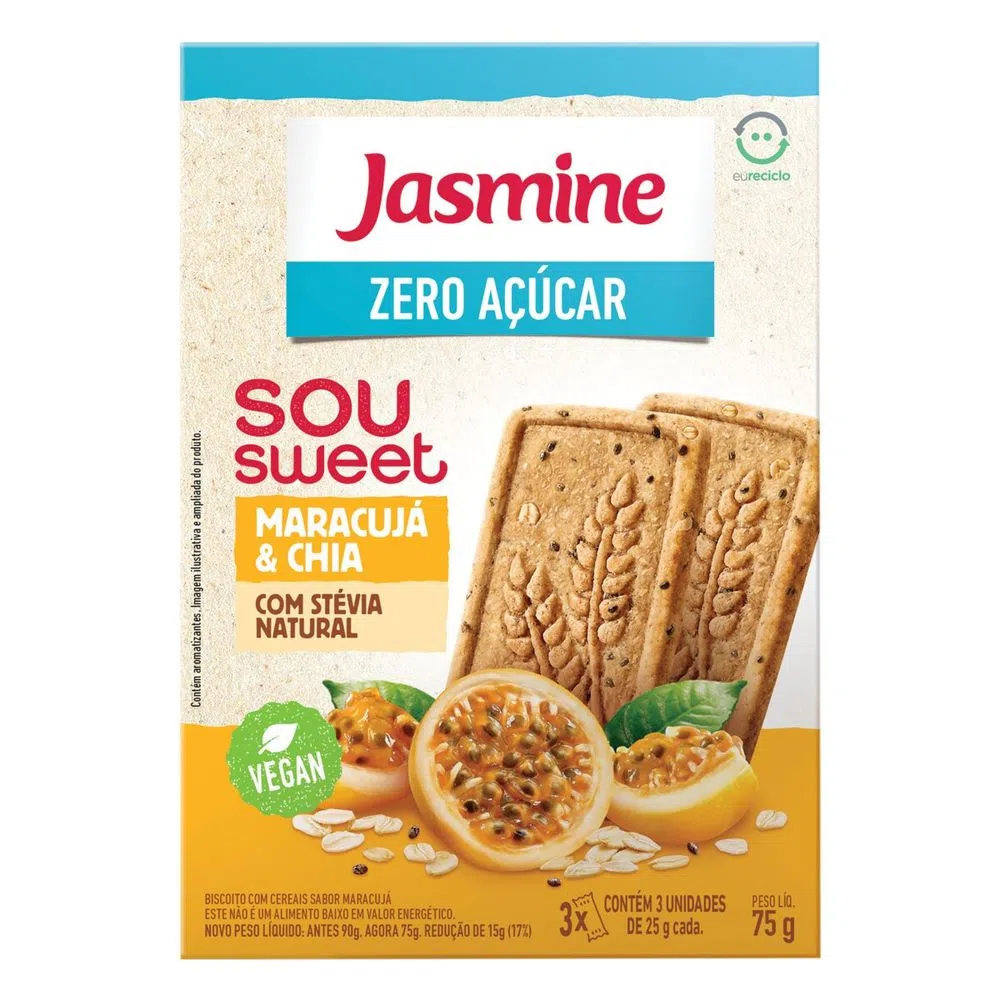 Jasmine
ZERO AÇÚCAR
eureciclo
SOU
sweet
MARACUJÁ
& CHIA
COM STÉVIA
NATURAL
Contém aromatizantes. Imagem ilustrativa e ampliada do produto.
VEGAN
BISCOITO COM CEREAIS SABOR MARACUJÁ
ESTE NÃO É UM ALIMENTO BAIXO EM VALOR ENERGÉTICO.
NOVO PESO LÍQUIDO: ANTES 90g. AGORA 75g. REDUÇÃO DE 15g (17%)
3x
CONTÉM 3 UNIDADES
DE 25 g cada.
PESO LÍQ.
75 g